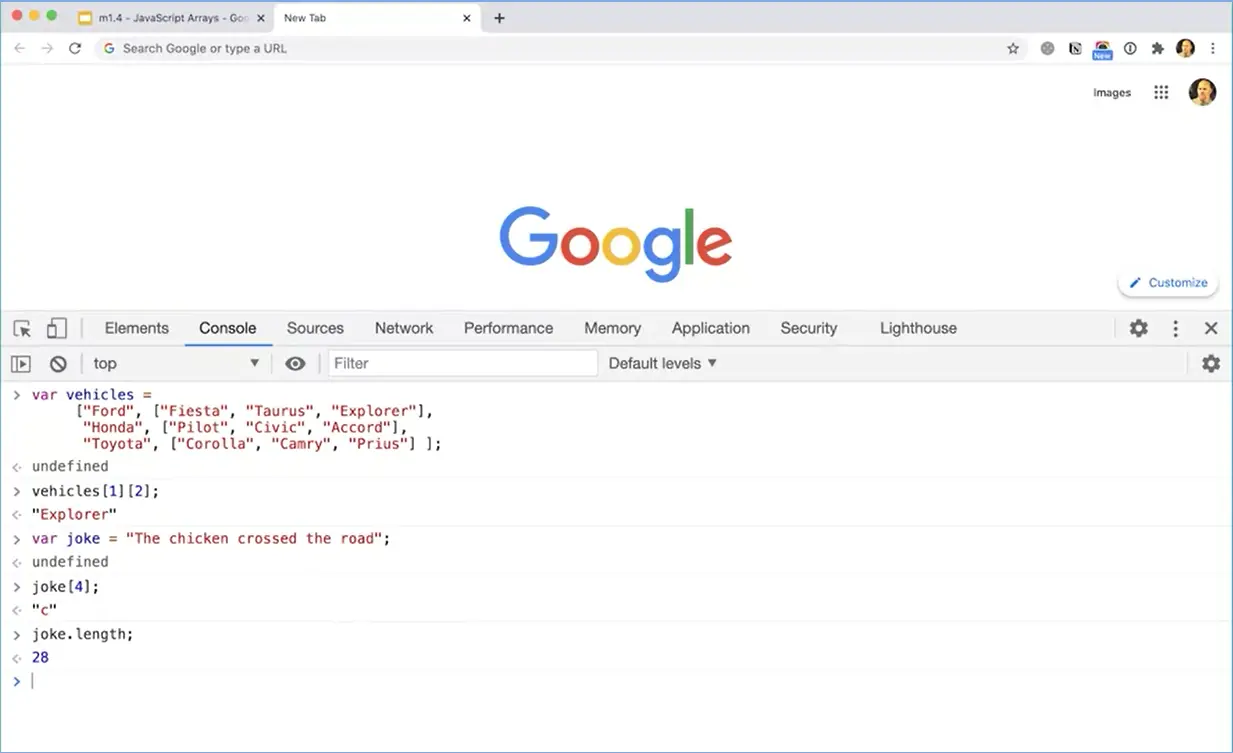 m1.4 - JavaScript Arrays - Goo
New Tab
Search Google or type a URL
New
Images
Google
Customize
Elements Console Sources Network Performance Memory Application Security Lighthouse
top Filter Default levels ▼
> var vehicles =
["Ford", ["Fiesta", "Taurus", "Explorer"],
"Honda", ["Pilot", "Civic", "Accord"],
"Toyota", ["Corolla", "Camry", "Prius"] ];
undefined
> vehicles[1][2];
"Explorer"
> var joke = "The chicken crossed the road";
undefined
> joke[4];
"c"
> joke.length;
28
>